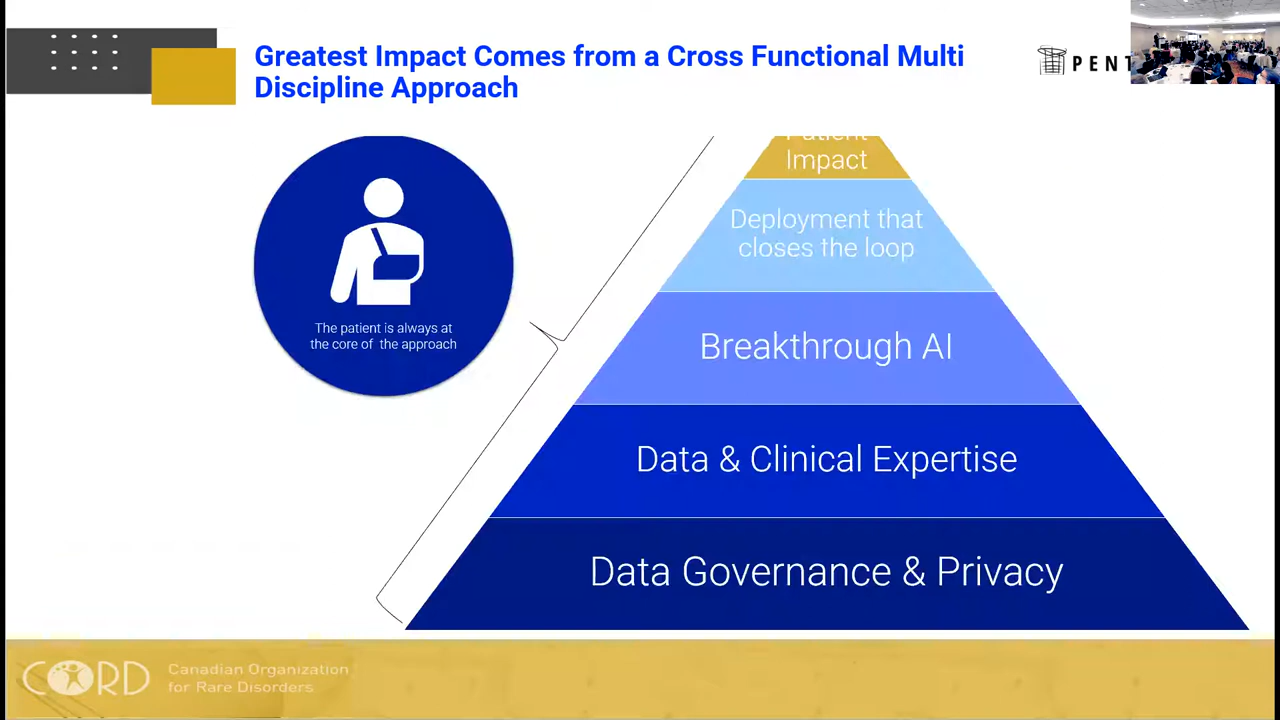 Greatest Impact Comes from a Cross Functional Multi
Discipline Approach
PENT
The patient is always at
the core of the approach
Patient
Impact
Deployment that
closes the loop
Breakthrough AI
Data & Clinical Expertise
Data Governance & Privacy
CORD
Canadian Organization
for Rare Disorders